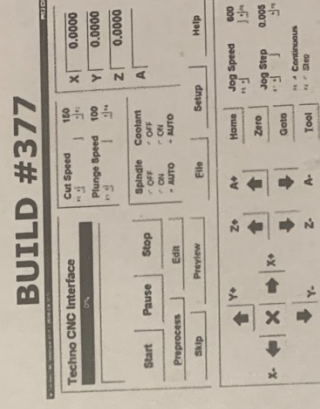 BUILD #377
Techno CNC Interface
0%
Start Pause Stop
Preprocess Edit
Skip Preview File Setup Help
Cut Speed 150
Plunge Speed 100
Spindle Coolant
OFF OFF
ON ON
AUTO AUTO
X 0.0000
Y 0.0000
Z 0.0000
A
X- X+ Y+ Y- Z+ Z- A+ A-
Home
Zero
Goto
Tool
Jog Speed 600
Jog Step 0.005
Continuous
Step